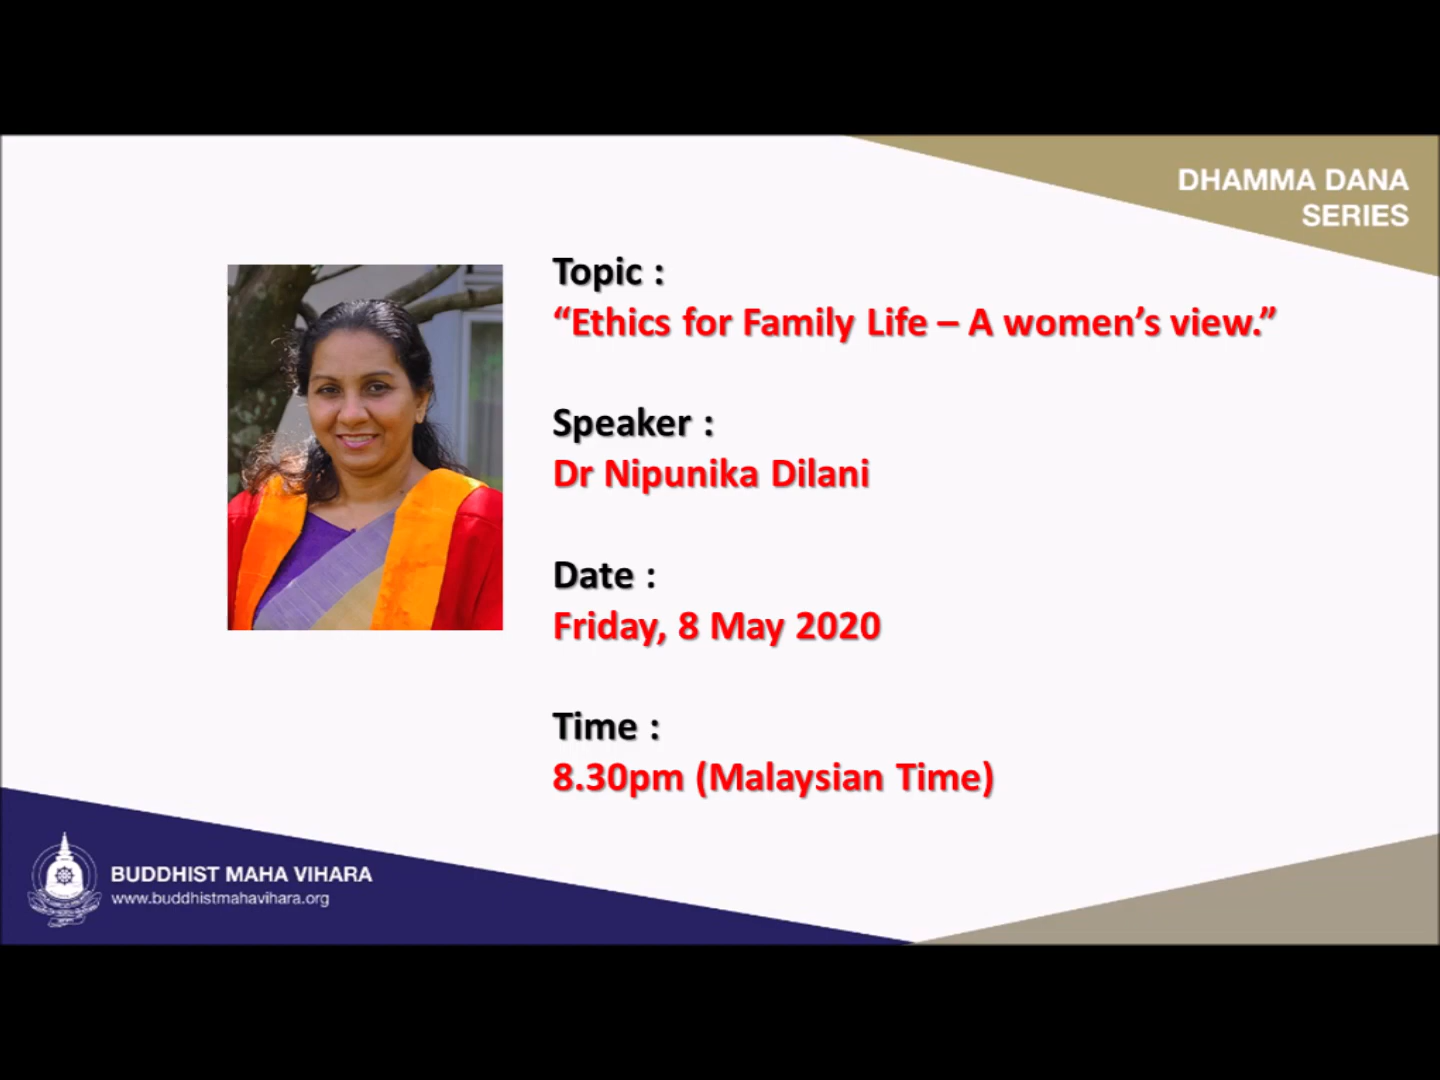 DHAMMA DANA
SERIES
Topic :
“Ethics for Family Life – A women’s view.”
Speaker :
Dr Nipunika Dilani
Date :
Friday, 8 May 2020
Time :
8.30pm (Malaysian Time)
BUDDHIST MAHA VIHARA
www.buddhistmahavihara.org